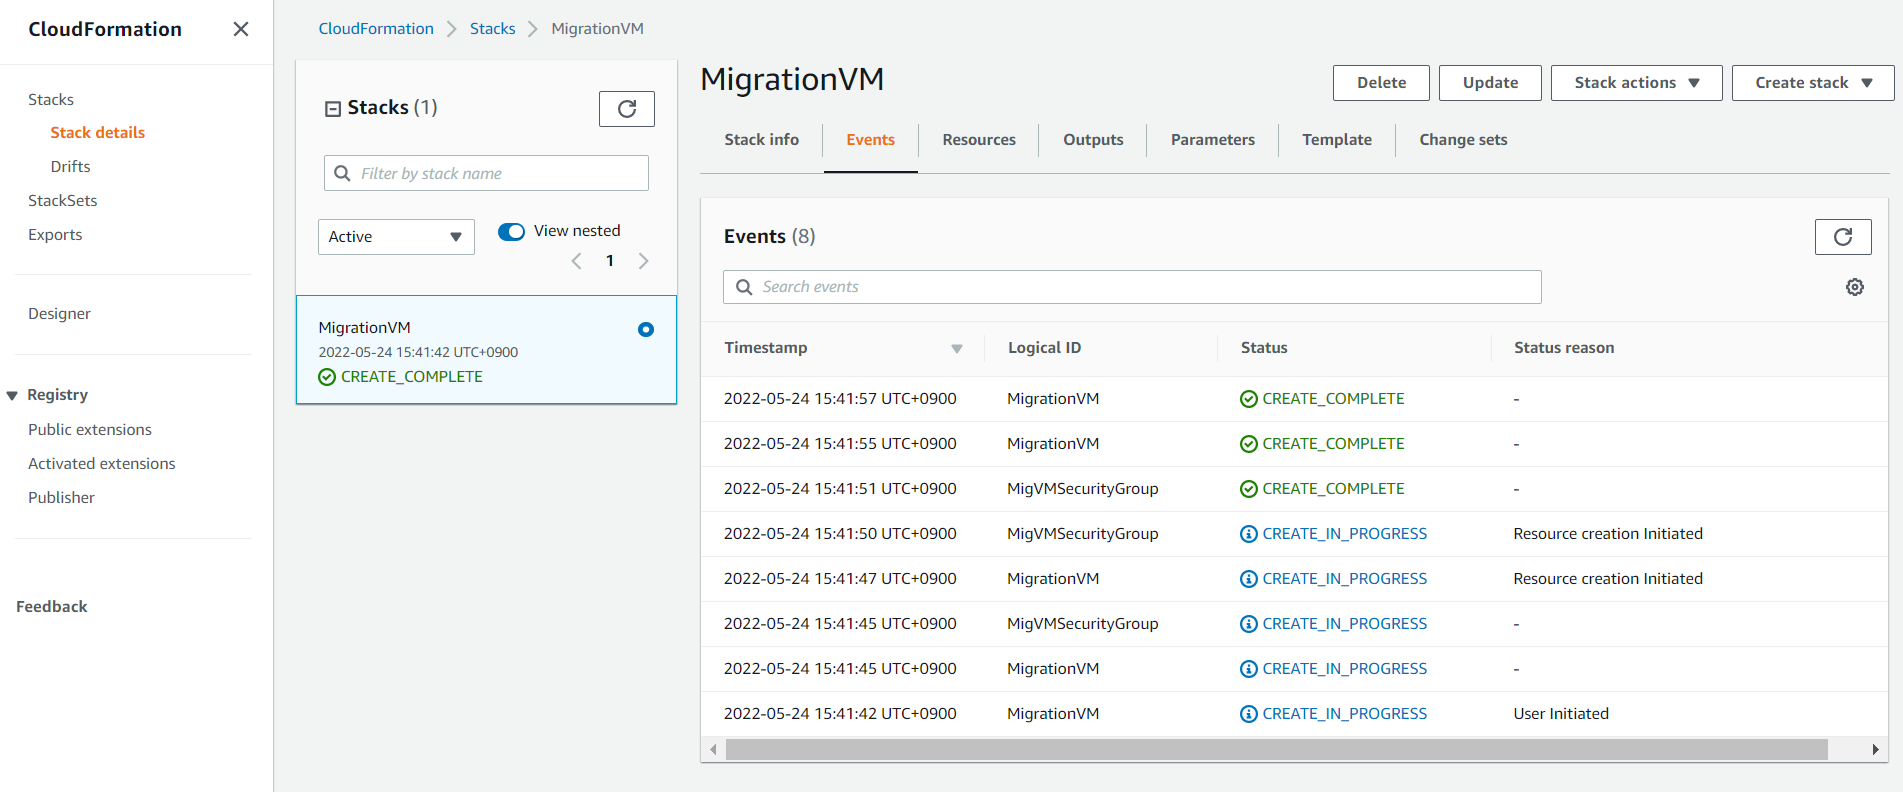 CloudFormation
Stacks
Stack details
Drifts
StackSets
Exports
Designer
Registry
Public extensions
Activated extensions
Publisher
Feedback
CloudFormation Stacks MigrationVM
Stacks (1)
Filter by stack name
Active View nested
1
MigrationVM
2022-05-24 15:41:42 UTC+0900
CREATE_COMPLETE
MigrationVM
Delete Update Stack actions Create stack
Stack info Events Resources Outputs Parameters Template Change sets
Events (8)
Search events
Timestamp Logical ID Status Status reason
2022-05-24 15:41:57 UTC+0900 MigrationVM CREATE_COMPLETE -
2022-05-24 15:41:55 UTC+0900 MigrationVM CREATE_COMPLETE -
2022-05-24 15:41:51 UTC+0900 MigVMSecurityGroup CREATE_COMPLETE -
2022-05-24 15:41:50 UTC+0900 MigVMSecurityGroup CREATE_IN_PROGRESS Resource creation Initiated
2022-05-24 15:41:47 UTC+0900 MigrationVM CREATE_IN_PROGRESS Resource creation Initiated
2022-05-24 15:41:45 UTC+0900 MigVMSecurityGroup CREATE_IN_PROGRESS -
2022-05-24 15:41:45 UTC+0900 MigrationVM CREATE_IN_PROGRESS -
2022-05-24 15:41:42 UTC+0900 MigrationVM CREATE_IN_PROGRESS User Initiated